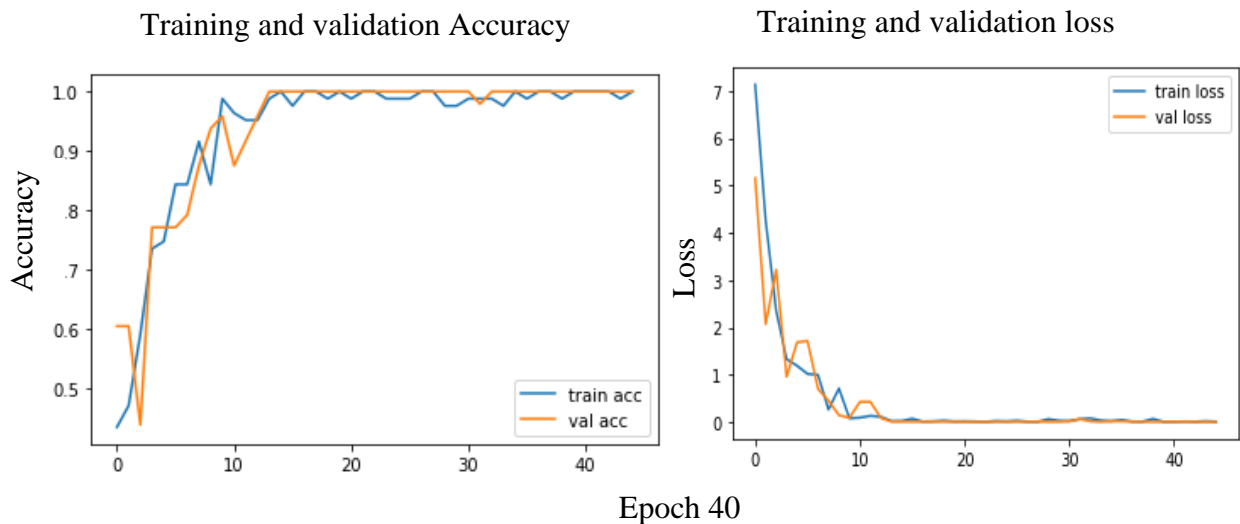 Training and validation Accuracy
Accuracy
1.0
0.9
.8
.7
0.6
0.5
train acc
val acc
0
10
20
30
40
Training and validation loss
Loss
7
6
5
4
3
2
1
0
train loss
val loss
0
10
20
30
40
Epoch 40